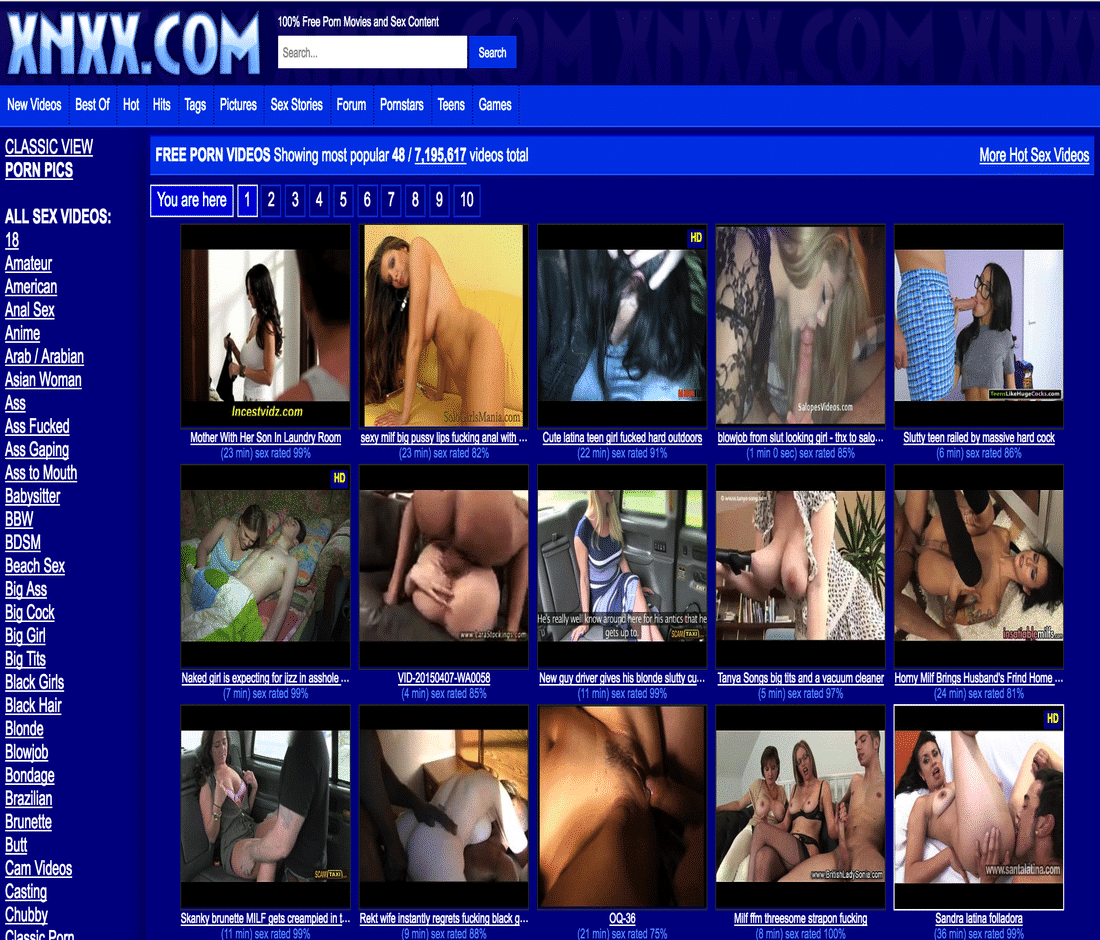 XNXX.COM
100% Free Porn Movies and Sex Content
Search... Search
New Videos Best Of Hot Hits Tags Pictures Sex Stories Forum Pornstars Teens Games
CLASSIC VIEW
PORN PICS
ALL SEX VIDEOS:
18
Amateur
American
Anal Sex
Anime
Arab / Arabian
Asian Woman
Ass
Ass Fucked
Ass Gaping
Ass to Mouth
Babysitter
BBW
BDSM
Beach Sex
Big Ass
Big Cock
Big Girl
Big Tits
Black Girls
Black Hair
Blonde
Blowjob
Bondage
Brazilian
Brunette
Butt
Cam Videos
Casting
Chubby
Classic Porn
FREE PORN VIDEOS Showing most popular 48 / 7,195,617 videos total More Hot Sex Videos
You are here 1 2 3 4 5 6 7 8 9 10
Incestvidz.com
Mother With Her Son In Laundry Room
(23 min) sex rated 99%
SologirlsMania.com
sexy milf big pussy lips fucking anal with ...
(23 min) sex rated 82%
HD
Cute latina teen girl fucked hard outdoors
(22 min) sex rated 91%
SalopesVideos.com
blowjob from slut looking girl - thx to salo...
(1 min 0 sec) sex rated 85%
TeensLikeHugeCocks.com
Slutty teen railed by massive hard cock
(6 min) sex rated 86%
HD
Naked girl is expecting for jizz in asshole ...
(7 min) sex rated 99%
www.CaraStockings.com
VID-20150407-WA0058
(4 min) sex rated 85%
He's really well know around here for his antics that he
gets up to.
SCAM TAXI
New guy driver gives his blonde slutty cu...
(11 min) sex rated 99%
© www.tanya-song.com
Tanya Songs big tits and a vacuum cleaner
(5 min) sex rated 97%
insatiablemilfs.com
Horny Milf Brings Husband's Frind Home ...
(24 min) sex rated 81%
SCAM TAXI
Skanky brunette MILF gets creampied in t...
(11 min) sex rated 99%
Rekt wife instantly regrets fucking black g...
(9 min) sex rated 88%
OQ-36
(21 min) sex rated 75%
www.BritishLadySonia.com
Milf ffm threesome strapon fucking
(8 min) sex rated 100%
HD
www.santalatina.com
Sandra latina folladora
(36 min) sex rated 99%